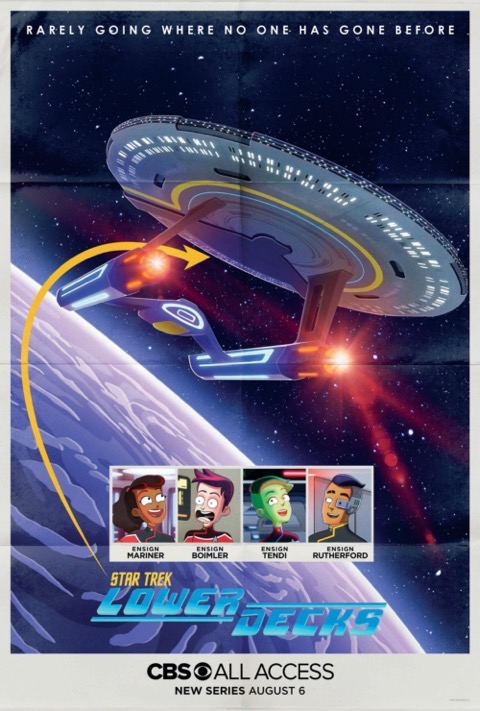 RARELY GOING WHERE NO ONE HAS GONE BEFORE
ENSIGN
MARINER
ENSIGN
BOIMLER
ENSIGN
TENDI
ENSIGN
RUTHERFORD
STAR TREK
LOWER DECKS
CBS ALL ACCESS
NEW SERIES AUGUST 6